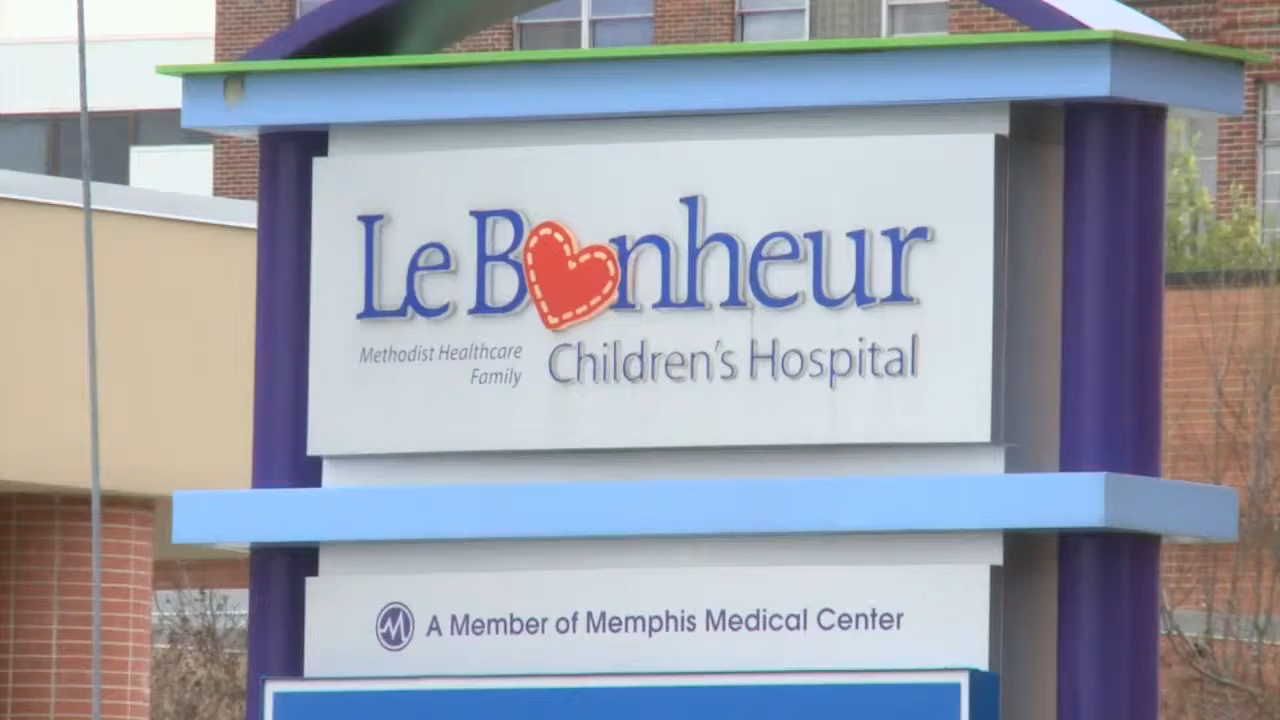 Le Bonheur
Methodist Healthcare
Family
Children's Hospital
M A Member of Memphis Medical Center